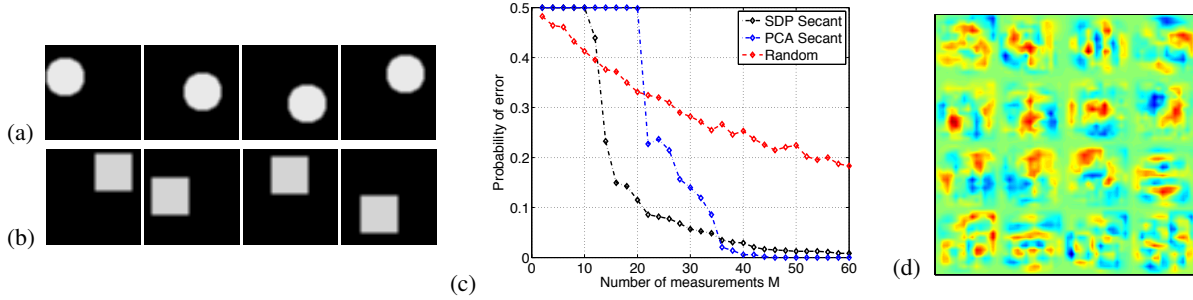 (a)
(b)
(c)
Probability of error
0.5
0.4
0.3
0.2
0.1
0
0 10 20 30 40 50 60
Number of measurements M
SDP Secant
PCA Secant
Random
(d)